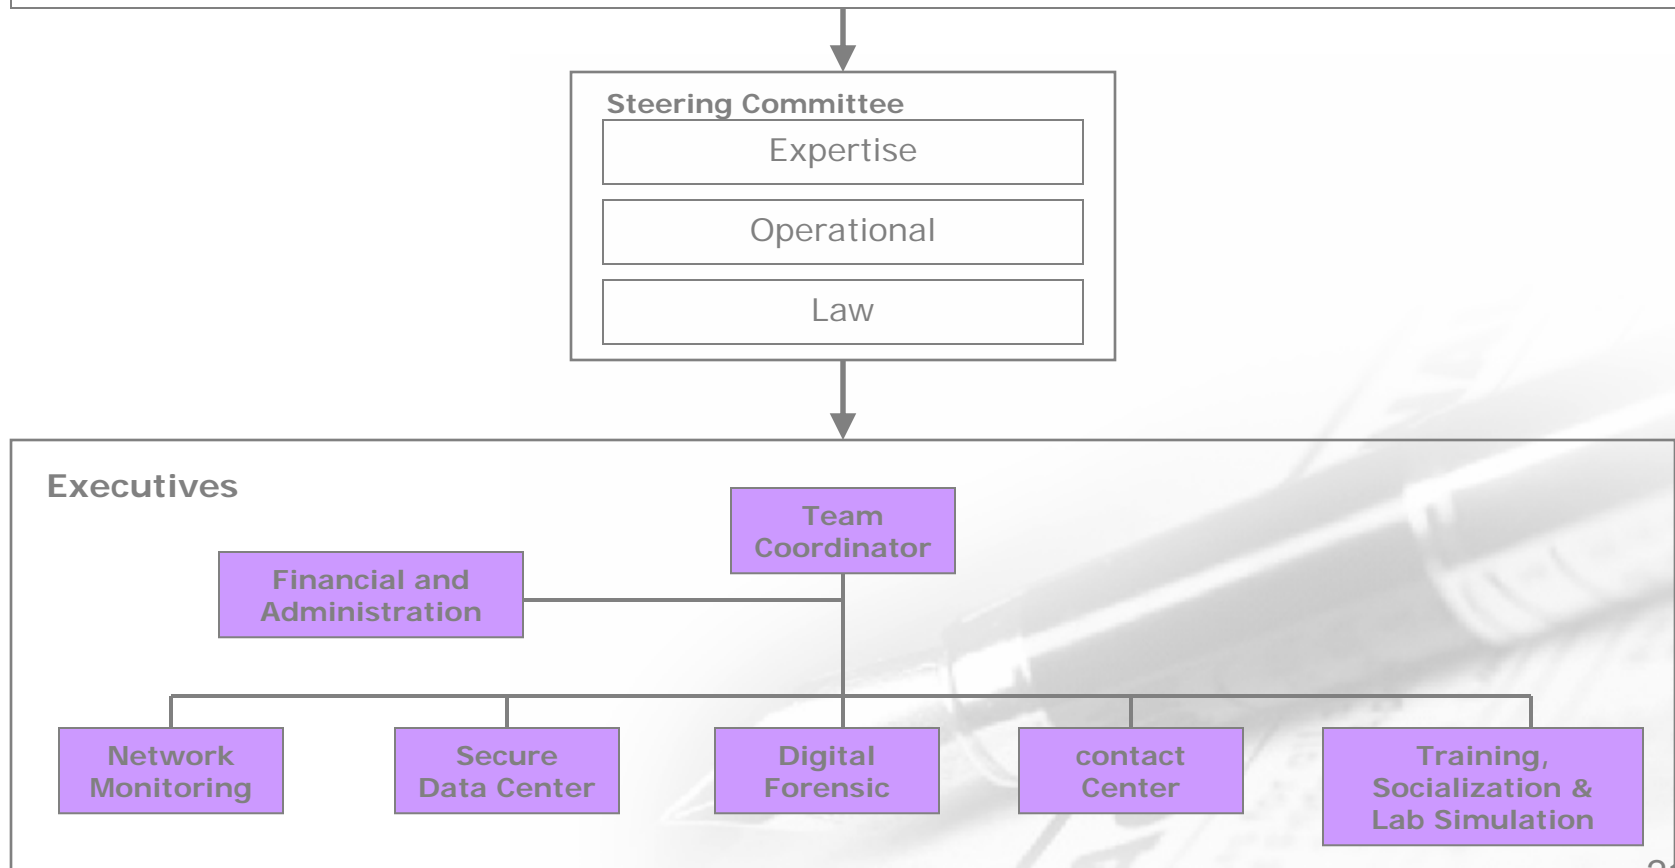 Steering Committee
Expertise
Operational
Law
Executives
Team
Coordinator
Financial and
Administration
Network
Monitoring
Secure
Data Center
Digital
Forensic
contact
Center
Training,
Socialization &
Lab Simulation